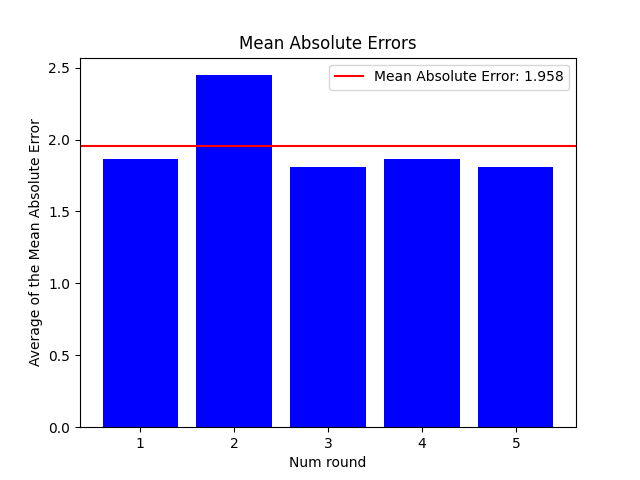 Mean Absolute Errors
Mean Absolute Error: 1.958
Average of the Mean Absolute Error
2.5
2.0
1.5
1.0
0.5
0.0
1 2 3 4 5
Num round